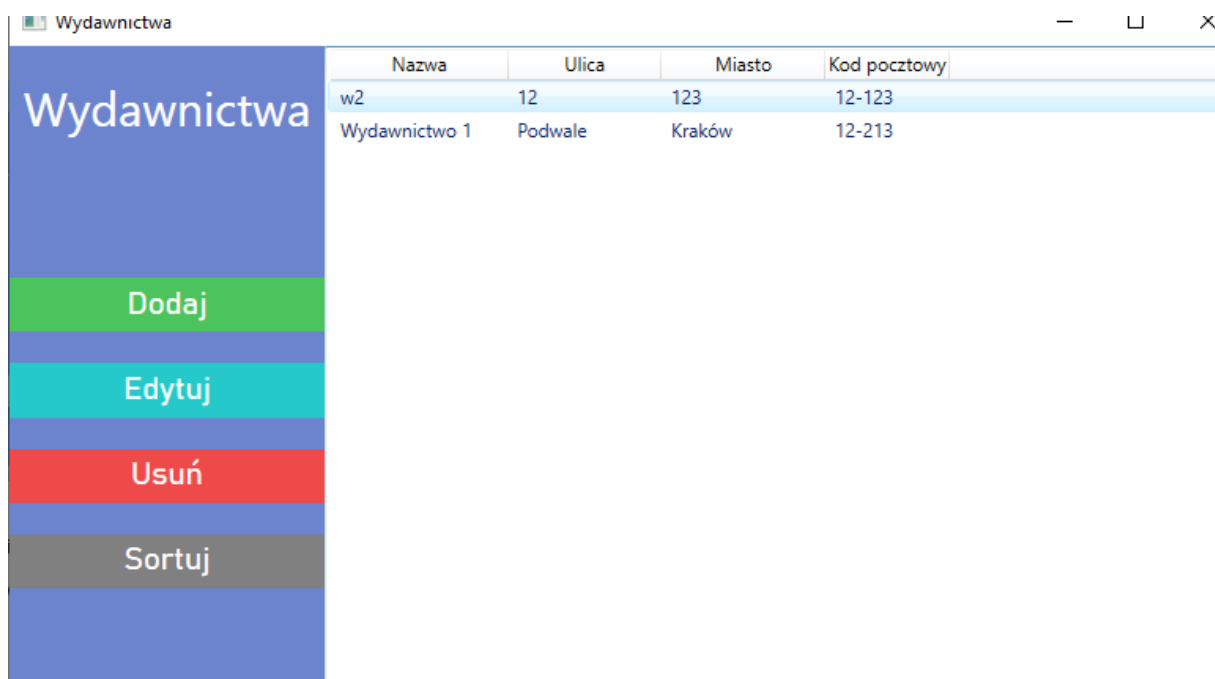 Wydawnictwa
Wydawnictwa
Dodaj
Edytuj
Usuń
Sortuj
Nazwa Ulica Miasto Kod pocztowy
w2 12 123 12-123
Wydawnictwo 1 Podwale Kraków 12-213